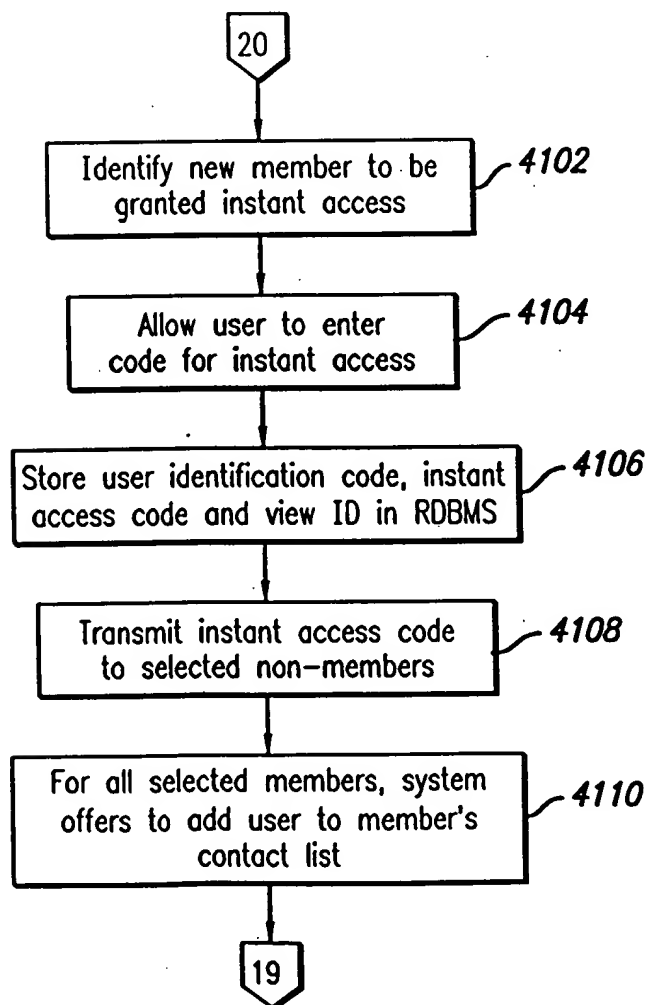 20
Identify new member to be
granted instant access
4102
Allow user to enter
code for instant access
4104
Store user identification code, instant
access code and view ID in RDBMS
4106
Transmit instant access code
to selected non-members
4108
For all selected members, system
offers to add user to member's
contact list
4110
19